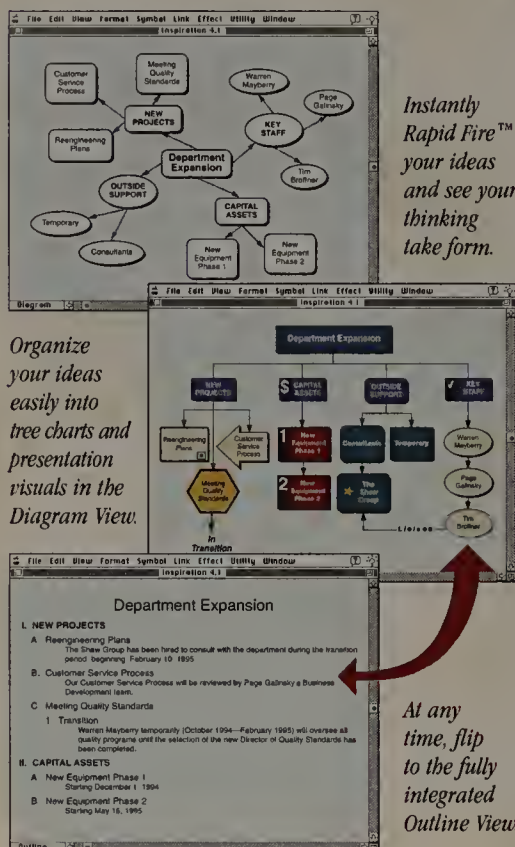 File Edit View Format Symbol Link Effect Utility Window
Inspiration 4.1
Customer
Service
Process
Meeting
Quality
Standards
Reengineering
Plans
NEW
PROJECTS
Warren
Mayberry
Page
Galinsky
KEY
STAFF
Tim
Broffner
Department
Expansion
OUTSIDE
SUPPORT
Temporary
Consultants
CAPITAL
ASSETS
New
Equipment
Phase 1
New
Equipment
Phase 2
Diagram
Instantly
Rapid Fire™
your ideas
and see your
thinking
take form.
Organize
your ideas
easily into
tree charts and
presentation
visuals in the
Diagram View.
File Edit View Format Symbol Link Effect Utility Window
Inspiration 4.1
Department Expansion
NEW
PROJECTS
$ CAPITAL
ASSETS
OUTSIDE
SUPPORT
✓ KEY
STAFF
Reengineering
Plans
Customer
Service
Process
1 New
Equipment
Phase 1
Consultants
Temporary
Warren
Mayberry
Meeting
Quality
Standards
2 New
Equipment
Phase 2
The
Group
Page
Galinsky
Tim
Broffner
Liaison
In
Transition
File Edit View Format Symbol Link Effect Utility Window
Inspiration 4.1
Department Expansion
I. NEW PROJECTS
A Reengineering Plans
The Shaw Group has been hired to consult with the department during the transition
period beginning February 10 1995
B. Customer Service Process
Our Customer Service Process will be reviewed by Page Galinsky a Business
Development team.
C Meeting Quality Standards
1 Transition
Warren Mayberry temporarily (October 1994—February 1995) will oversee all
quality programs until the selection of the new Director of Quality Standards has
been completed.
II. CAPITAL ASSETS
A New Equipment Phase 1
Starting December 1 1994
B New Equipment Phase 2
Starting May 15, 1995
Outline
At any
time, flip
to the fully
integrated
Outline View.